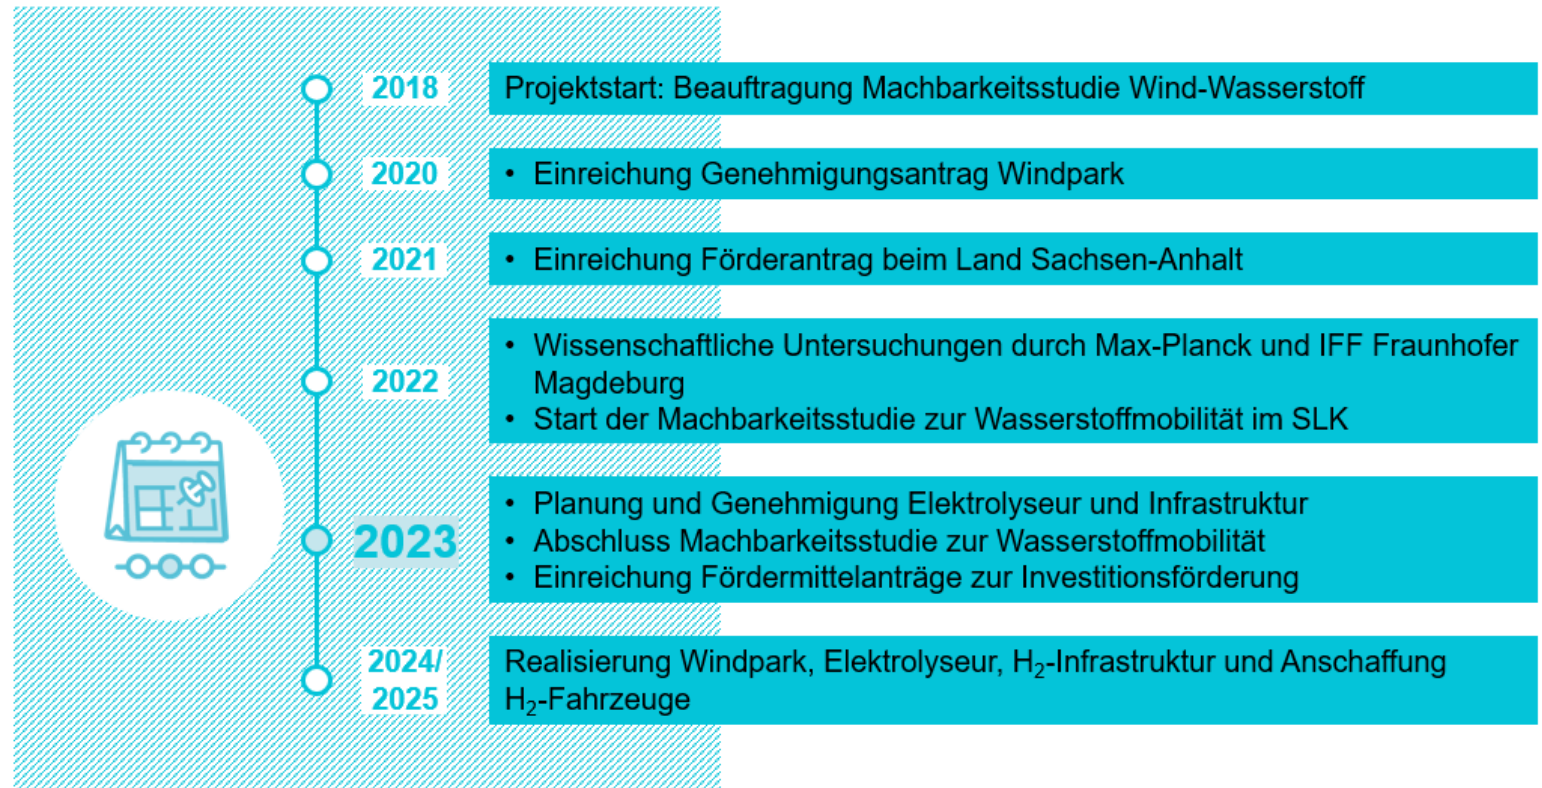 2018
Projektstart: Beauftragung Machbarkeitsstudie Wind-Wasserstoff
2020
• Einreichung Genehmigungsantrag Windpark
2021
• Einreichung Förderantrag beim Land Sachsen-Anhalt
2022
• Wissenschaftliche Untersuchungen durch Max-Planck und IFF Fraunhofer
Magdeburg
• Start der Machbarkeitsstudie zur Wasserstoffmobilität im SLK
2023
• Planung und Genehmigung Elektrolyseur und Infrastruktur
• Abschluss Machbarkeitsstudie zur Wasserstoffmobilität
• Einreichung Fördermittelanträge zur Investitionsförderung
2024/
2025
Realisierung Windpark, Elektrolyseur, H₂-Infrastruktur und Anschaffung
H₂-Fahrzeuge